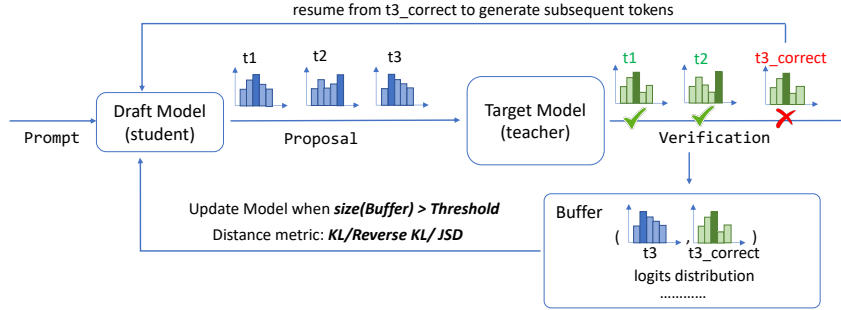 resume from t3_correct to generate subsequent tokens
t1
t2
t3
t1
t2
t3_correct
Draft Model
(student)
Target Model
(teacher)
Prompt
Proposal
Verification
Update Model when size(Buffer) > Threshold
Distance metric: KL/Reverse KL/ JSD
Buffer
( , )
t3
t3_correct
logits distribution
…………